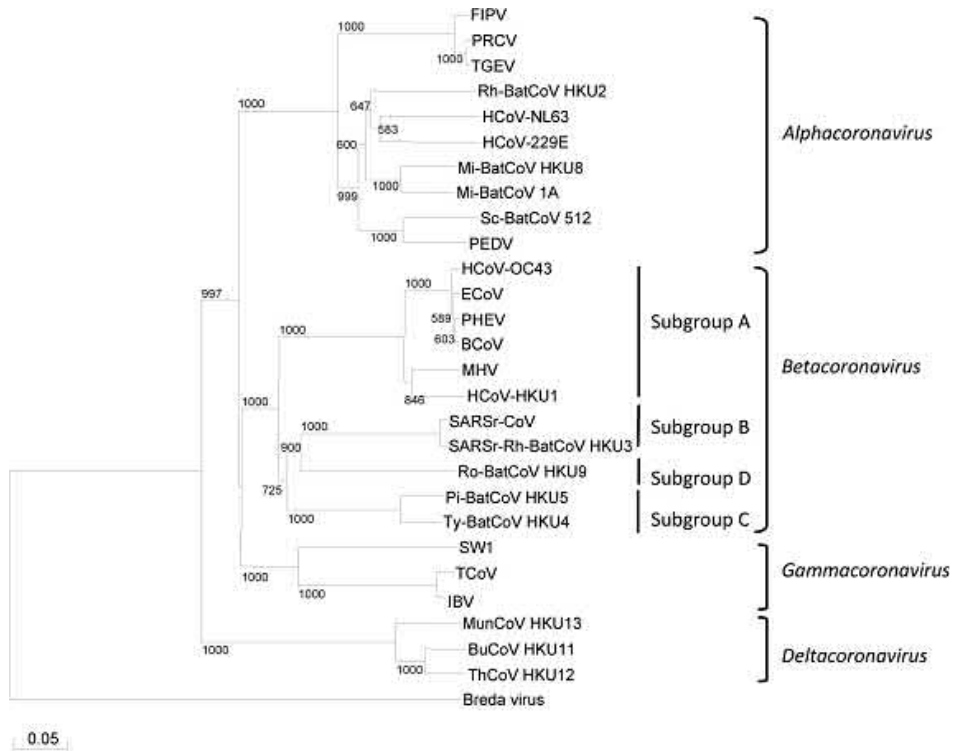 FIPV
1000
PRCV
1000
TGEV
Rh-BatCoV HKU2
1000
647
HCoV-NL63
583
Alphacoronavirus
600
HCoV-229E
Mi-BatCoV HKU8
1000
999
Mi-BatCoV 1A
Sc-BatCoV 512
1000
PEDV
HCoV-OC43
1000
997
ECoV
589
PHEV
Subgroup A
1000
603
BCoV
MHV
Betacoronavirus
846
HCoV-HKU1
1000
SARSr-CoV
1000
Subgroup B
900
SARSr-Rh-BatCoV HKU3
Ro-BatCoV HKU9
Subgroup D
725
Pi-BatCoV HKU5
1000
Ty-BatCoV HKU4
Subgroup C
SW1
TCoV
Gammacoronavirus
1000
1000
IBV
MunCoV HKU13
1000
BuCoV HKU11
Deltacoronavirus
1000
ThCoV HKU12
Breda virus
0.05